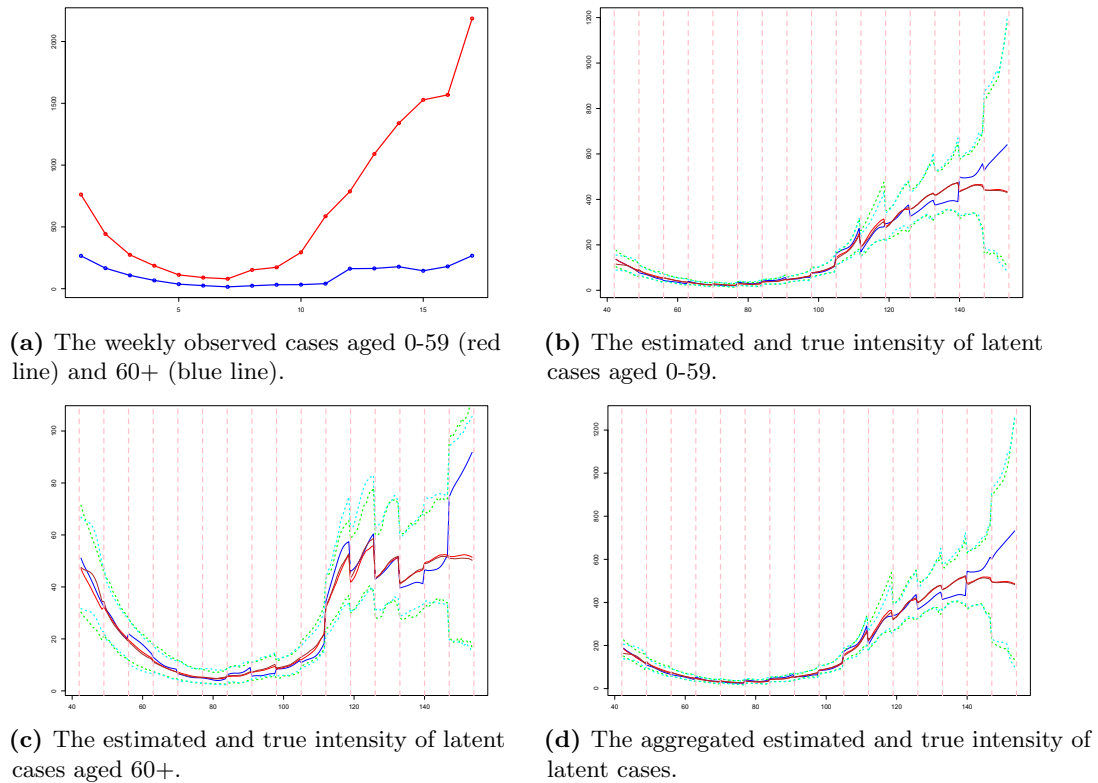 0 500 1000 1500 2000
5 10 15
(a) The weekly observed cases aged 0-59 (red
line) and 60+ (blue line).
0 200 400 600 800 1000 1200
40 60 80 100 120 140
(b) The estimated and true intensity of latent
cases aged 0-59.
0 20 40 60 80 100
40 60 80 100 120 140
(c) The estimated and true intensity of latent
cases aged 60+.
0 200 400 600 800 1000 1200
40 60 80 100 120 140
(d) The aggregated estimated and true intensity of
latent cases.